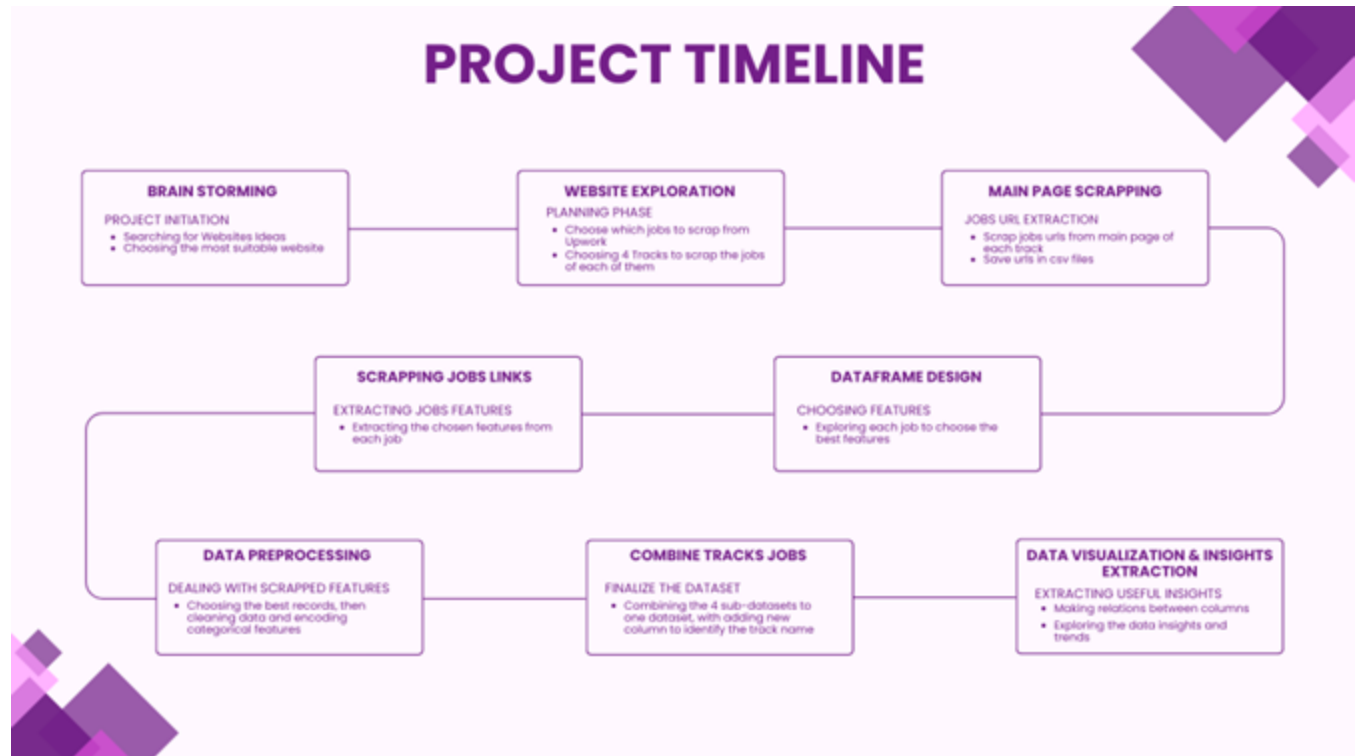 PROJECT TIMELINE
BRAIN STORMING
PROJECT INITIATION
• Searching for Websites Ideas
• Choosing the most suitable website
WEBSITE EXPLORATION
PLANNING PHASE
• Choose which jobs to scrap from
Upwork
• Choosing 4 Tracks to scrap the jobs
of each of them
MAIN PAGE SCRAPPING
JOBS URL EXTRACTION
• Scrap jobs urls from main page of
each track
• Save urls in csv files
DATAFRAME DESIGN
CHOOSING FEATURES
• Exploring each job to choose the
best features
SCRAPPING JOBS LINKS
EXTRACTING JOBS FEATURES
• Extracting the chosen features from
each job
DATA PREPROCESSING
DEALING WITH SCRAPPED FEATURES
• Choosing the best records, then
cleaning data and encoding
categorical features
COMBINE TRACKS JOBS
FINALIZE THE DATASET
• Combining the 4 sub-datasets to
one dataset, with adding new
column to identify the track name
DATA VISUALIZATION & INSIGHTS
EXTRACTION
EXTRACTING USEFUL INSIGHTS
• Making relations between columns
• Exploring the data insights and
trends